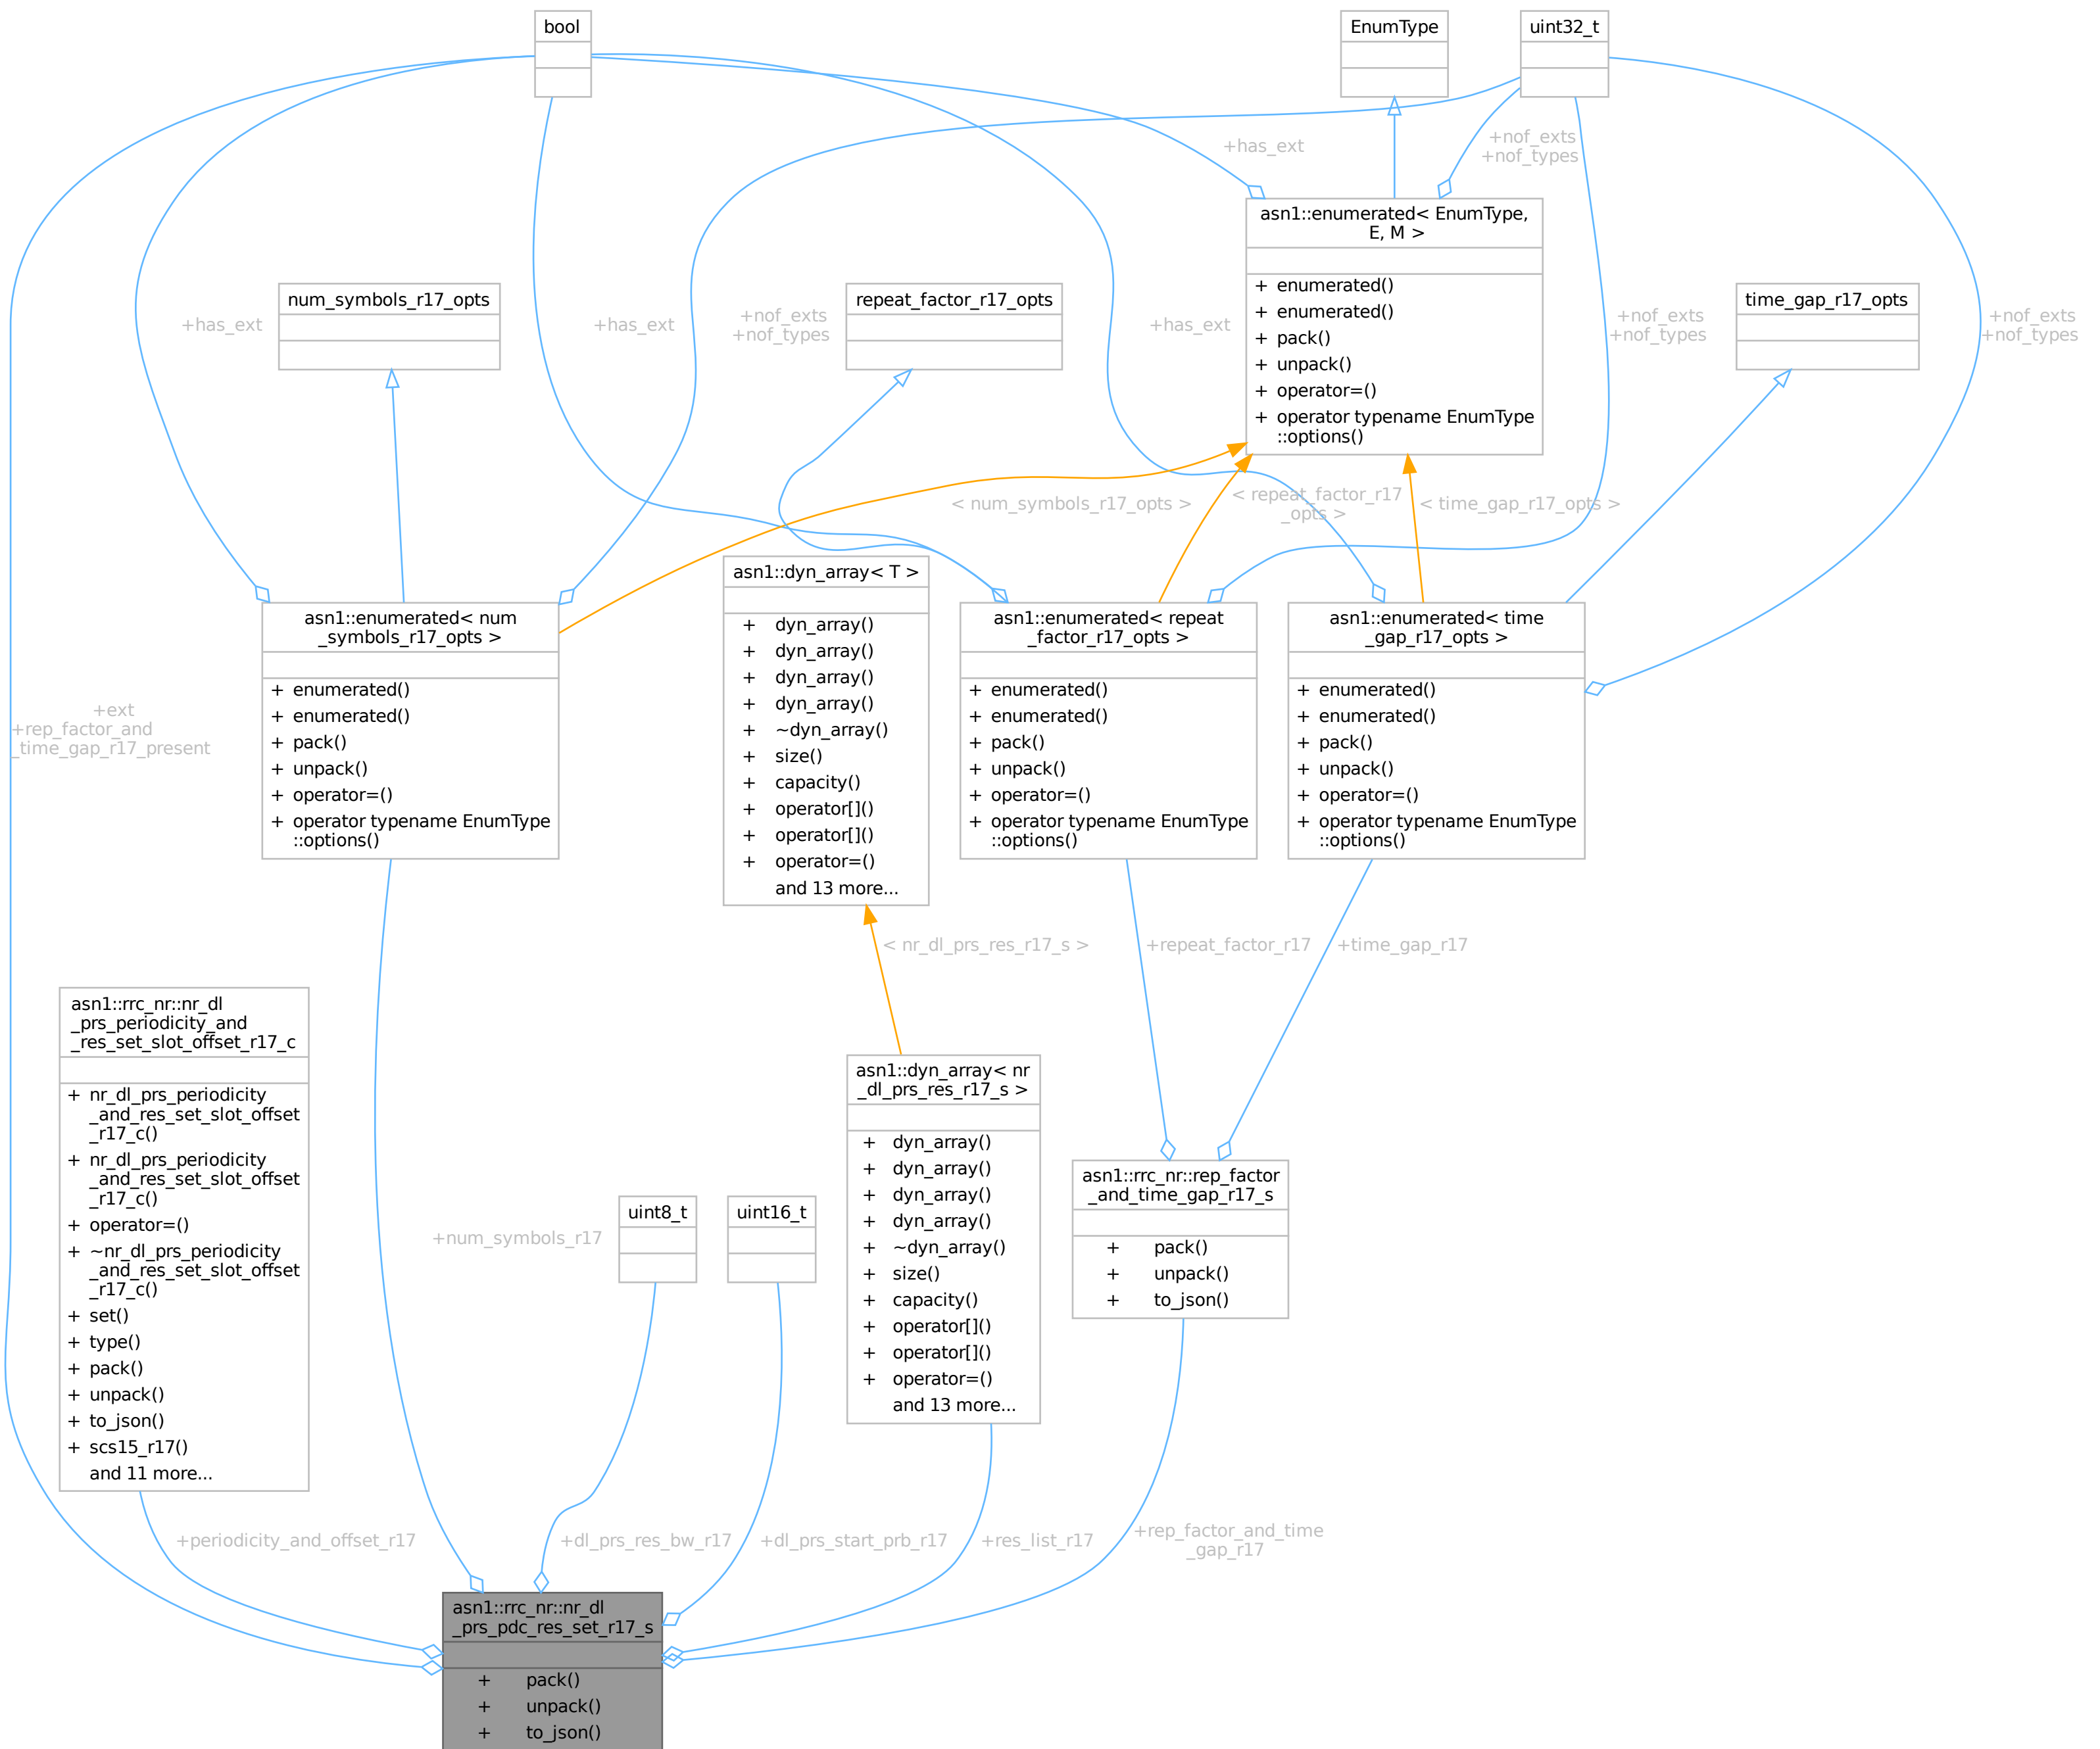 bool
EnumType
uint32_t
+has_ext
+nof_exts
+nof_types
asn1::enumerated< EnumType,
E, M >
+ enumerated()
+ enumerated()
+ pack()
+ unpack()
+ operator=()
+ operator typename EnumType
::options()
num_symbols_r17_opts
repeat_factor_r17_opts
time_gap_r17_opts
+has_ext
+has_ext
+nof_exts
+nof_types
+has_ext
+nof_exts
+nof_types
+nof_exts
+nof_types
< num_symbols_r17_opts >
< repeat_factor_r17
_opts >
< time_gap_r17_opts >
asn1::enumerated< num
_symbols_r17_opts >
+ enumerated()
+ enumerated()
+ pack()
+ unpack()
+ operator=()
+ operator typename EnumType
::options()
asn1::dyn_array< T >
+ dyn_array()
+ dyn_array()
+ dyn_array()
+ dyn_array()
+ ~dyn_array()
+ size()
+ capacity()
+ operator[]()
+ operator[]()
+ operator=()
and 13 more...
asn1::enumerated< repeat
_factor_r17_opts >
+ enumerated()
+ enumerated()
+ pack()
+ unpack()
+ operator=()
+ operator typename EnumType
::options()
asn1::enumerated< time
_gap_r17_opts >
+ enumerated()
+ enumerated()
+ pack()
+ unpack()
+ operator=()
+ operator typename EnumType
::options()
+ext
+rep_factor_and
_time_gap_r17_present
< nr_dl_prs_res_r17_s >
+repeat_factor_r17
+time_gap_r17
asn1::rrc_nr::nr_dl
_prs_periodicity_and
_res_set_slot_offset_r17_c
+ nr_dl_prs_periodicity
_and_res_set_slot_offset
_r17_c()
+ nr_dl_prs_periodicity
_and_res_set_slot_offset
_r17_c()
+ operator=()
+ ~nr_dl_prs_periodicity
_and_res_set_slot_offset
_r17_c()
+ set()
+ type()
+ pack()
+ unpack()
+ to_json()
+ scs15_r17()
and 11 more...
+num_symbols_r17
uint8_t
uint16_t
asn1::dyn_array< nr
_dl_prs_res_r17_s >
+ dyn_array()
+ dyn_array()
+ dyn_array()
+ dyn_array()
+ ~dyn_array()
+ size()
+ capacity()
+ operator[]()
+ operator[]()
+ operator=()
and 13 more...
asn1::rrc_nr::rep_factor
_and_time_gap_r17_s
+ pack()
+ unpack()
+ to_json()
+periodicity_and_offset_r17
+dl_prs_res_bw_r17
+dl_prs_start_prb_r17
+res_list_r17
+rep_factor_and_time
_gap_r17
asn1::rrc_nr::nr_dl
_prs_pdc_res_set_r17_s
+ pack()
+ unpack()
+ to_json()